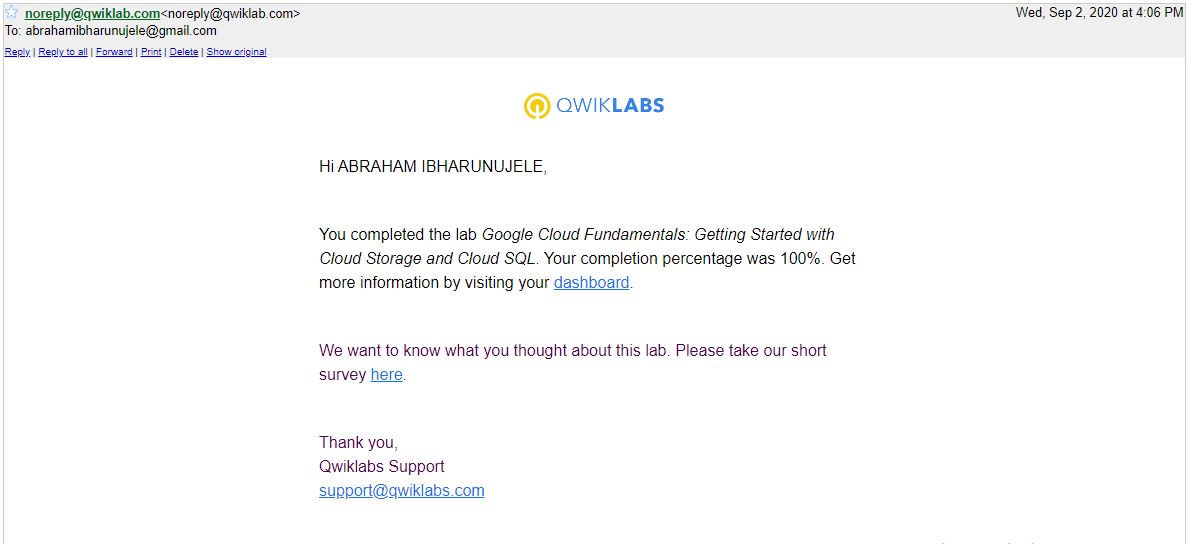 noreply@qwiklab.com<noreply@qwiklab.com> Wed, Sep 2, 2020 at 4:06 PM
To: abrahamibharunujele@gmail.com
Reply | Reply to all | Forward | Print | Delete | Show original
QWIKLABS
Hi ABRAHAM IBHARUNUJELE,
You completed the lab Google Cloud Fundamentals: Getting Started with
Cloud Storage and Cloud SQL. Your completion percentage was 100%. Get
more information by visiting your dashboard.
We want to know what you thought about this lab. Please take our short
survey here.
Thank you,
Qwiklabs Support
support@qwiklabs.com